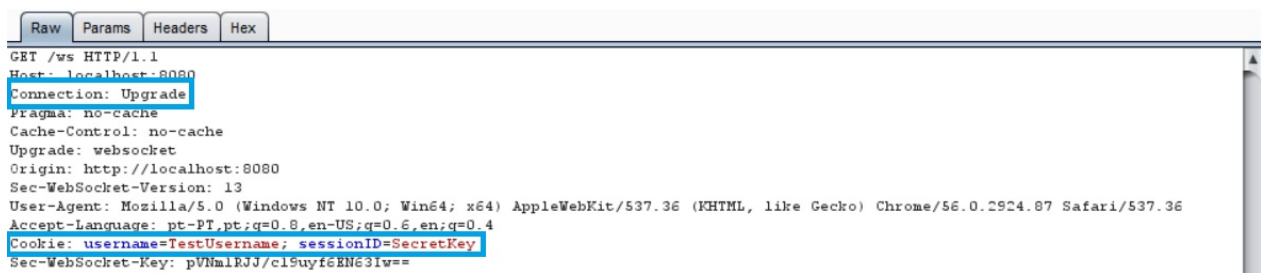 Raw Params Headers Hex
GET /ws HTTP/1.1
Host: localhost:8080
Connection: Upgrade
Pragma: no-cache
Cache-Control: no-cache
Upgrade: websocket
Origin: http://localhost:8080
Sec-WebSocket-Version: 13
User-Agent: Mozilla/5.0 (Windows NT 10.0; Win64; x64) AppleWebKit/537.36 (KHTML, like Gecko) Chrome/56.0.2924.87 Safari/537.36
Accept-Language: pt-PT,pt;q=0.8,en-US;q=0.6,en;q=0.4
Cookie: username=TestUsername; sessionID=SecretKey
Sec-WebSocket-Key: pVNmlRJJ/cl9uyf6EN63Iw==